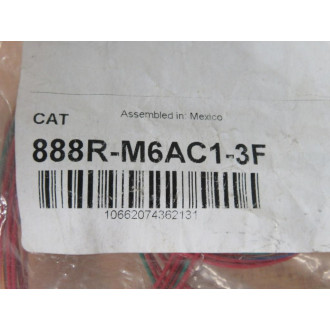 CAT
Assembled in: Mexico
888R-M6AC1-3F
10662074362131